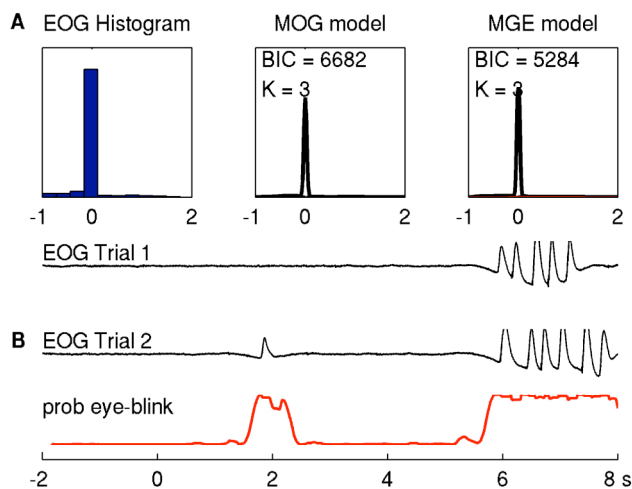 A EOG Histogram MOG model MGE model
BIC = 6682 BIC = 5284
K = 3 K = 3
-1 0 2 -1 0 2 -1 0 2
EOG Trial 1
B EOG Trial 2
prob eye-blink
-2 0 2 4 6 8 s